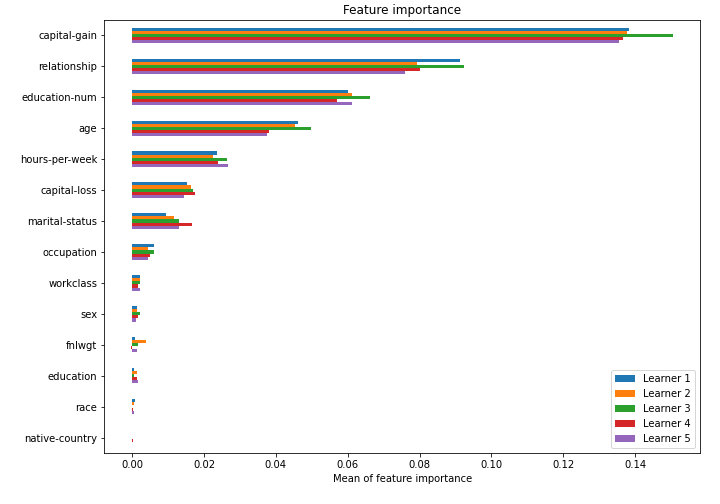 Feature importance
capital-gain
relationship
education-num
age
hours-per-week
capital-loss
marital-status
occupation
workclass
sex
fnlwgt
education
race
native-country
Learner 1
Learner 2
Learner 3
Learner 4
Learner 5
0.00 0.02 0.04 0.06 0.08 0.10 0.12 0.14
Mean of feature importance